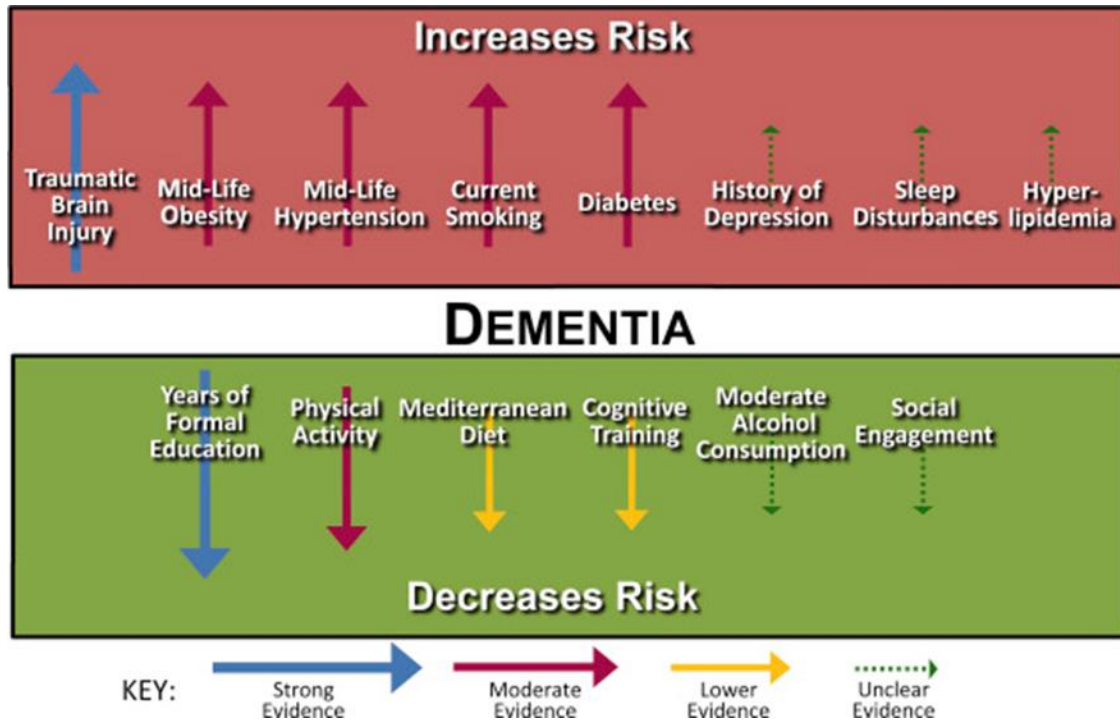 Increases Risk
Traumatic
Brain
Injury
Mid-Life
Obesity
Mid-Life
Hypertension
Current
Smoking
Diabetes
History of
Depression
Sleep
Disturbances
Hyper-
lipidemia
DEMENTIA
Years of
Formal
Education
Physical
Activity
Mediterranean
Diet
Cognitive
Training
Moderate
Alcohol
Consumption
Social
Engagement
Decreases Risk
KEY:
Strong
Evidence
Moderate
Evidence
Lower
Evidence
Unclear
Evidence